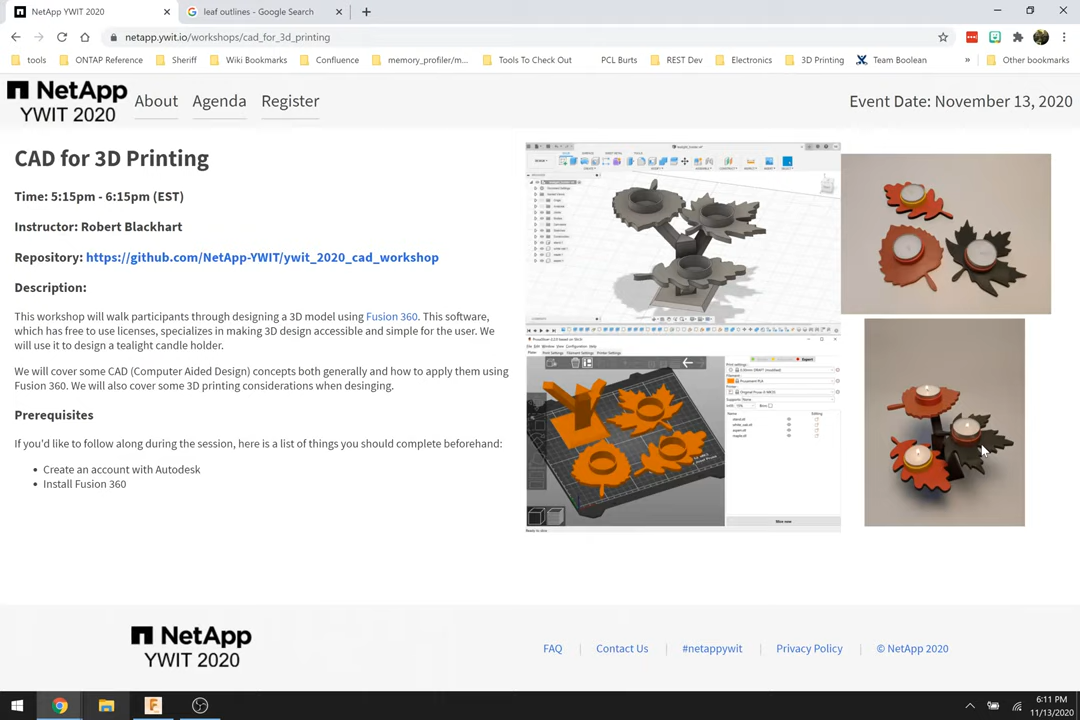 NetApp YWIT 2020
leaf outlines - Google Search
netapp.ywit.io/workshops/cad_for_3d_printing
tools
ONTAP Reference
Sheriff
Wiki Bookmarks
Confluence
memory_profiler/m...
Tools To Check Out
PCL Burts
REST Dev
Electronics
3D Printing
Team Boolean
»
Other bookmarks
NetApp
YWIT 2020
About
Agenda
Register
Event Date: November 13, 2020
CAD for 3D Printing
Time: 5:15pm - 6:15pm (EST)
Instructor: Robert Blackhart
Repository: https://github.com/NetApp-YWIT/ywit_2020_cad_workshop
Description:
This workshop will walk participants through designing a 3D model using Fusion 360. This software,
which has free to use licenses, specializes in making 3D design accessible and simple for the user. We
will use it to design a tealight candle holder.
We will cover some CAD (Computer Aided Design) concepts both generally and how to apply them using
Fusion 360. We will also cover some 3D printing considerations when desinging.
Prerequisites
If you'd like to follow along during the session, here is a list of things you should complete beforehand:
• Create an account with Autodesk
• Install Fusion 360
Slice now
NetApp
YWIT 2020
FAQ
Contact Us
#netappywit
Privacy Policy
© NetApp 2020
6:11 PM
11/13/2020